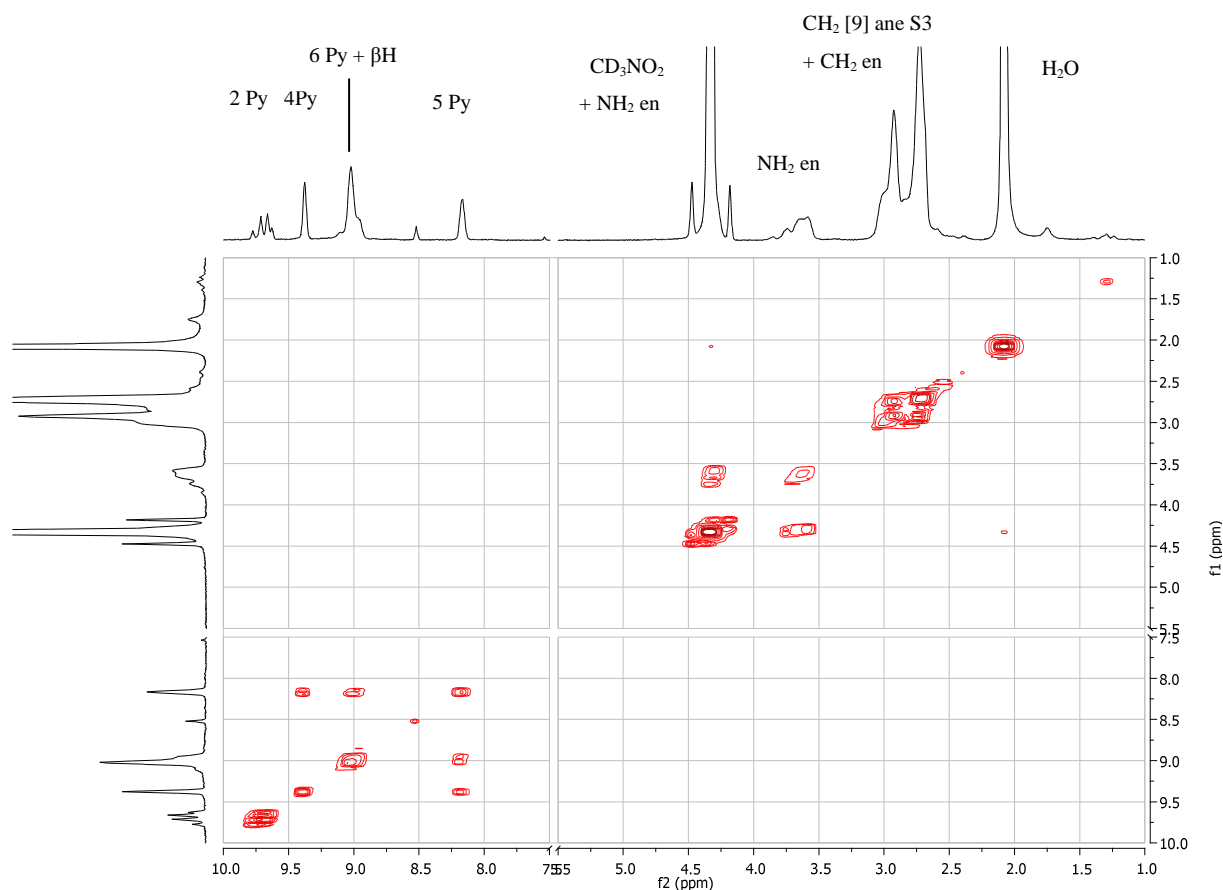 CH₂ [9] ane S3
6 Py + βH
CD₃NO₂
+ CH₂ en
H₂O
2 Py 4Py
5 Py
+ NH₂ en
NH₂ en
1.0
1.5
2.0
2.5
3.0
3.5
4.0
4.5
5.0
5.5
7.5
8.0
8.5
9.0
9.5
10.0
f1 (ppm)
10.0 9.5 9.0 8.5 8.0 7.5 5.5 5.0 4.5 4.0 3.5 3.0 2.5 2.0 1.5 1.0
f2 (ppm)